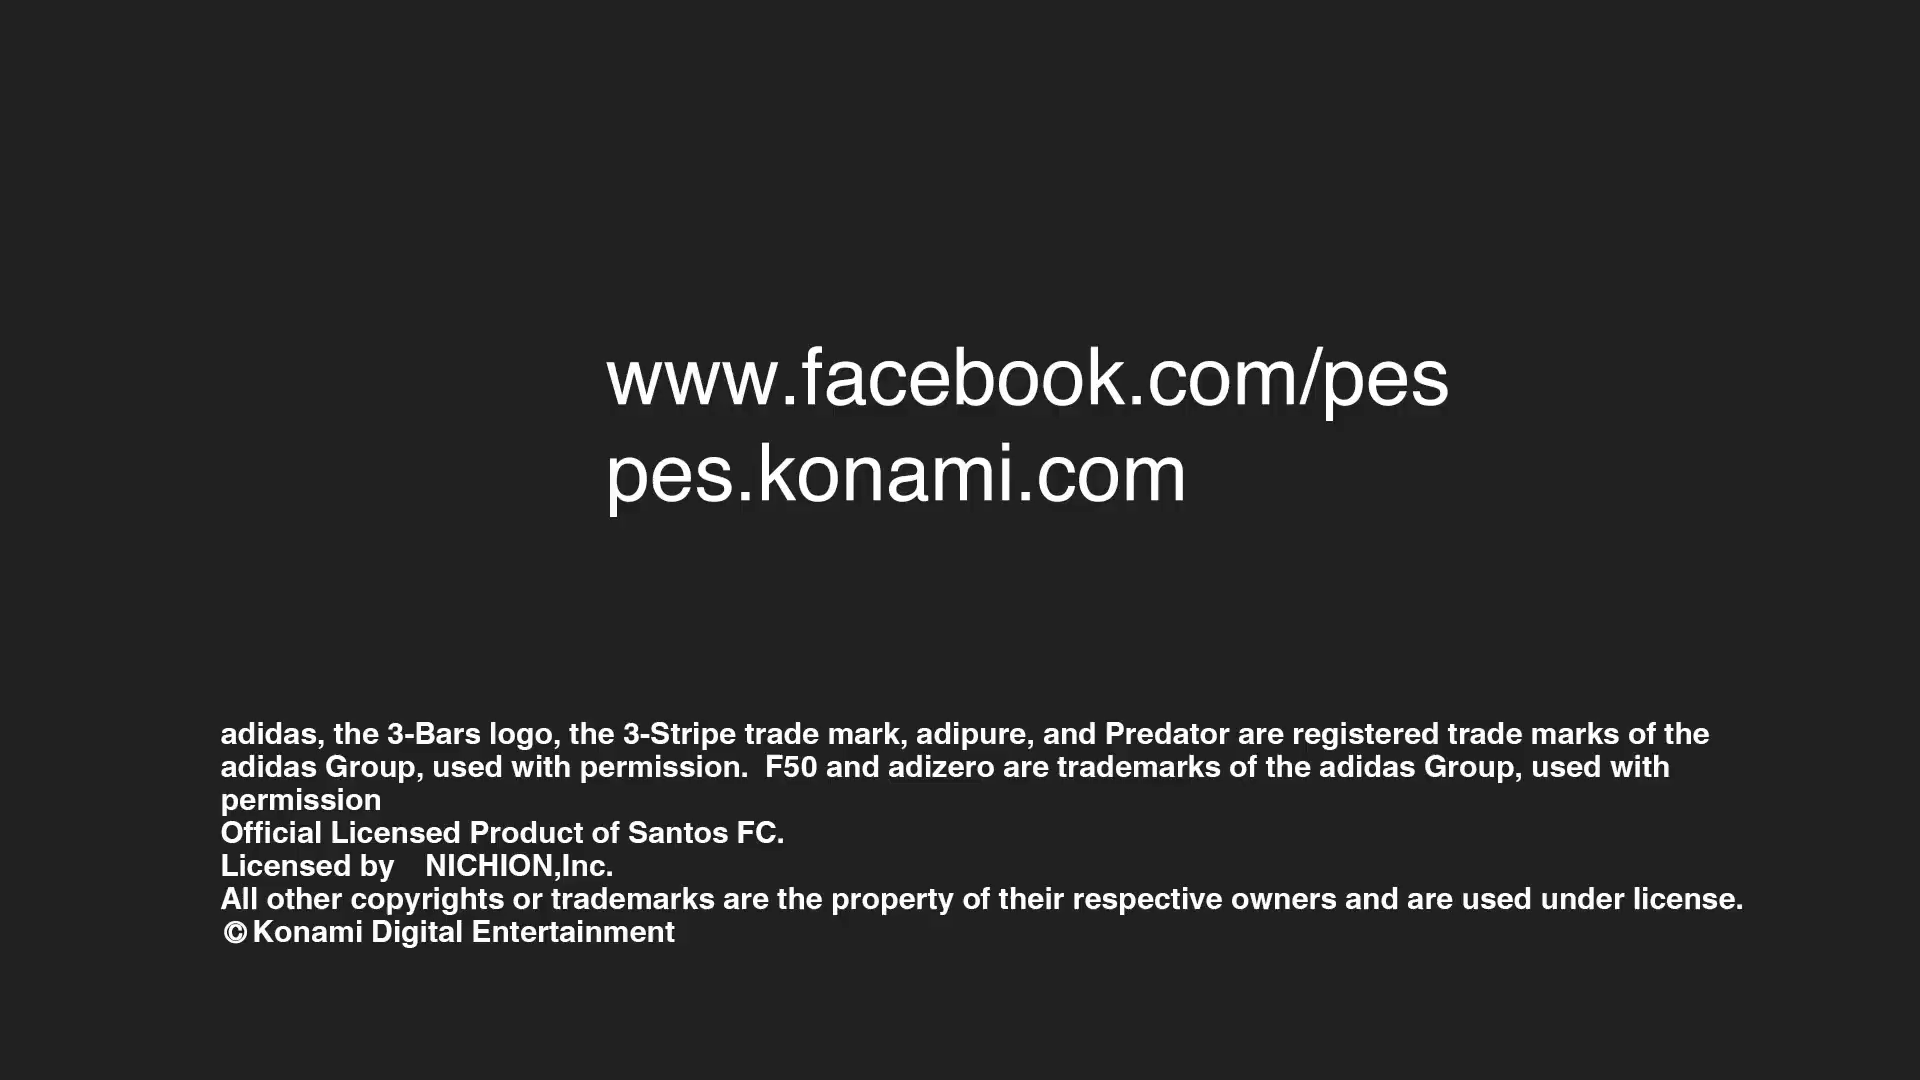 www.facebook.com/pes
pes.konami.com
adidas, the 3-Bars logo, the 3-Stripe trade mark, adipure, and Predator are registered trade marks of the
adidas Group, used with permission.  F50 and adizero are trademarks of the adidas Group, used with
permission
Official Licensed Product of Santos FC.
Licensed by　NICHION,Inc.
All other copyrights or trademarks are the property of their respective owners and are used under license.
©Konami Digital Entertainment